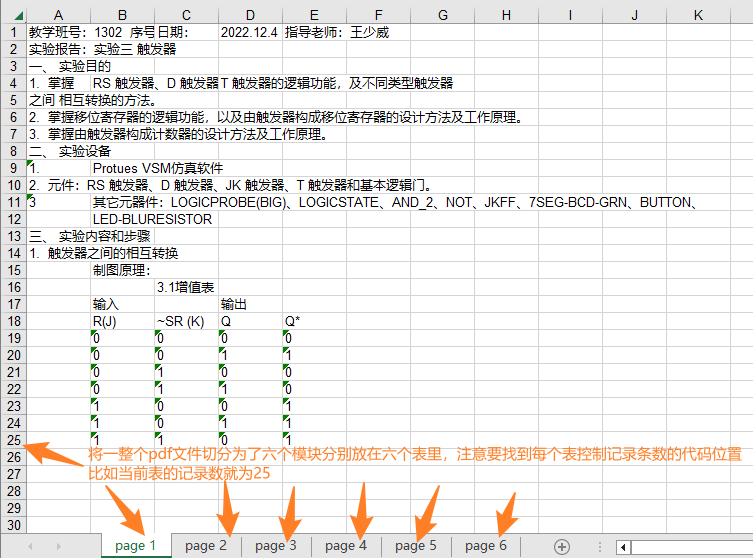 A B C D E F G H I J K
1 教学班号： 1302 序号日期： 2022.12.4 指导老师：王少威
2 实验报告：实验三 触发器
3 一、 实验目的
4 1. 掌握 RS 触发器、D 触发器T 触发器的逻辑功能，及不同类型触发器
5 之间 相互转换的方法。
6 2. 掌握移位寄存器的逻辑功能，以及由触发器构成移位寄存器的设计方法及工作原理。
7 3. 掌握由触发器构成计数器的设计方法及工作原理。
8 二、 实验设备
9 1. Protues VSM仿真软件
10 2. 元件：RS 触发器、D 触发器、JK 触发器、T 触发器和基本逻辑门。
11 3 其它元器件：LOGICPROBE(BIG)、LOGICSTATE、AND_2、NOT、JKFF、7SEG-BCD-GRN、BUTTON、
12 LED-BLURESISTOR
13 三、 实验内容和步骤
14 1. 触发器之间的相互转换
15 制图原理：
16 3.1增值表
17 输入 输出
18 R(J) ~SR (K) Q Q*
19 0 0 0 0
20 0 0 1 1
21 0 1 0 0
22 0 1 1 0
23 1 0 0 1
24 1 0 1 1
25 1 1 0 1
26 将一整个pdf文件切分为了六个模块分别放在六个表里，注意要找到每个表控制记录条数的代码位置
27 比如当前表的记录数就为25
28
29
30
page 1 page 2 page 3 page 4 page 5 page 6